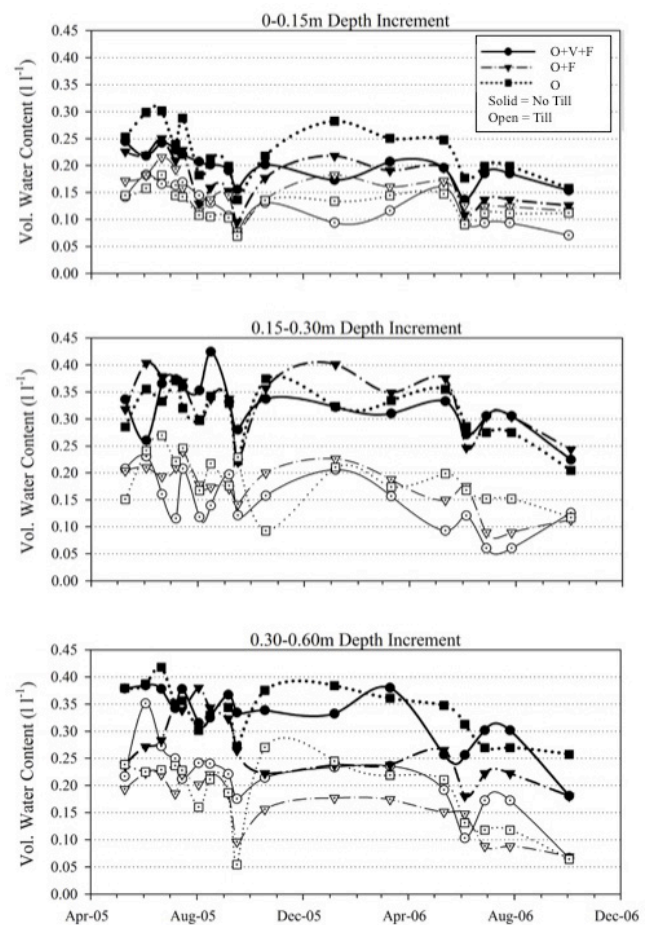 0-0.15m Depth Increment
0.45
0.40
0.35
0.30
0.25
0.20
0.15
0.10
0.05
0.00
Vol. Water Content (l l⁻¹)
O+V+F
O+F
O
Solid = No Till
Open = Till
0.15-0.30m Depth Increment
0.45
0.40
0.35
0.30
0.25
0.20
0.15
0.10
0.05
0.00
Vol. Water Content (l l⁻¹)
0.30-0.60m Depth Increment
0.45
0.40
0.35
0.30
0.25
0.20
0.15
0.10
0.05
0.00
Vol. Water Content (l l⁻¹)
Apr-05 Aug-05 Dec-05 Apr-06 Aug-06 Dec-06